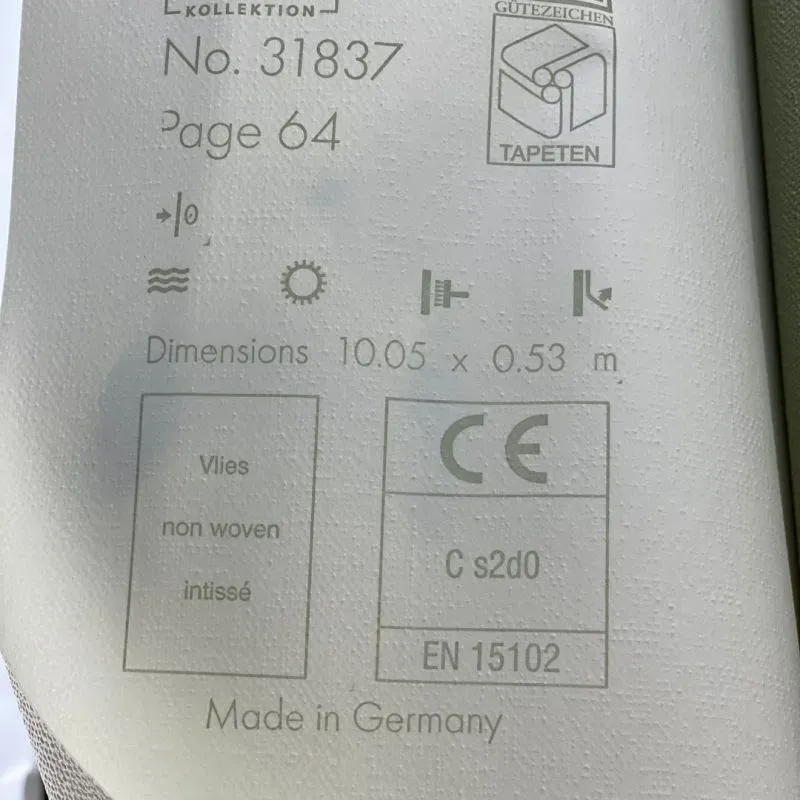 KOLLEKTION
No. 31837
Page 64
GÜTEZEICHEN
TAPETEN
0
Dimensions 10.05 x 0.53 m
Vlies
non woven
intissé
CE
C s2d0
EN 15102
Made in Germany